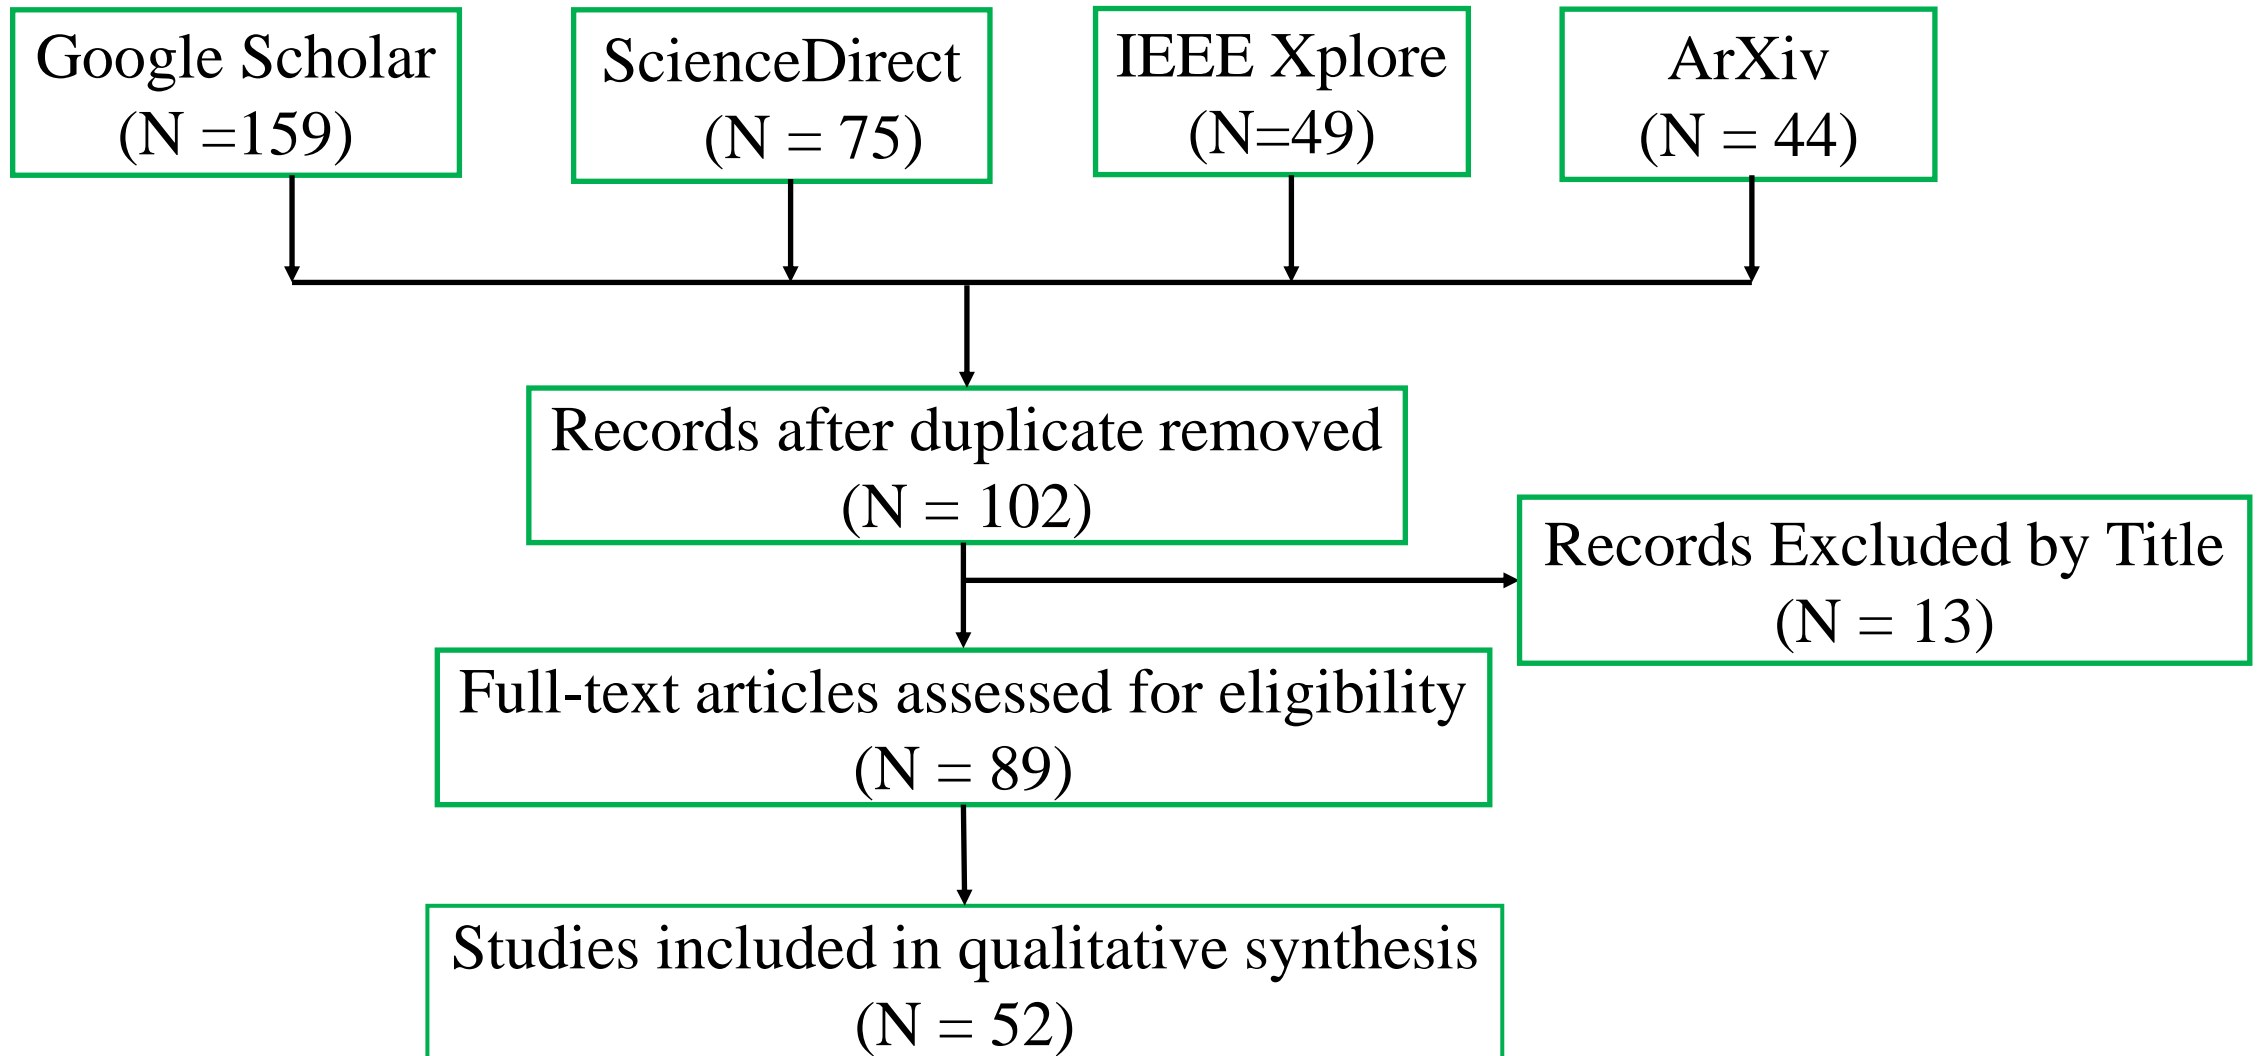 Google Scholar
(N =159)
ScienceDirect
(N = 75)
IEEE Xplore
(N=49)
ArXiv
(N = 44)
Records after duplicate removed
(N = 102)
Records Excluded by Title
(N = 13)
Full-text articles assessed for eligibility
(N = 89)
Studies included in qualitative synthesis
(N = 52)